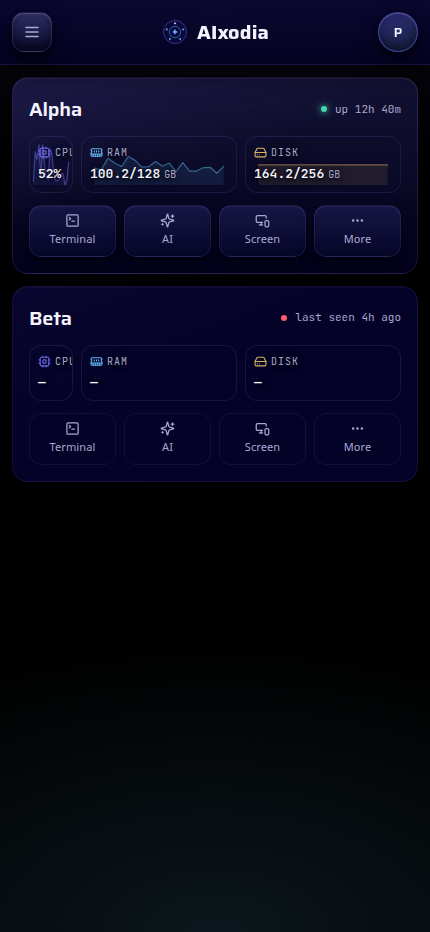 AIxodia
P
Alpha
up 12h 40m
CPU RAM DISK
52% 100.2/128 GB 164.2/256 GB
Terminal AI Screen More
Beta
last seen 4h ago
CPU RAM DISK
— — —
Terminal AI Screen More